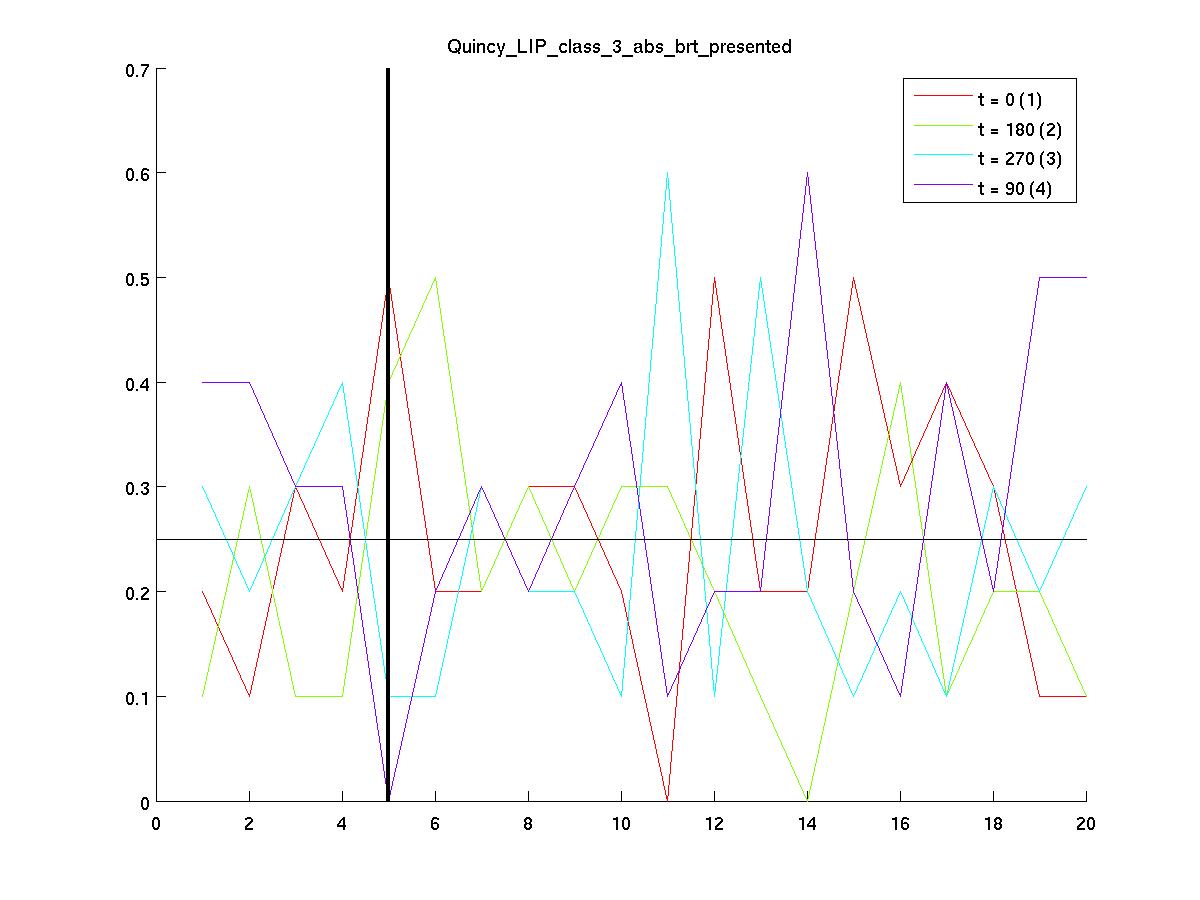 Quincy_LIP_class_3_abs_brt_presented
0.7
0.6
0.5
0.4
0.3
0.2
0.1
0
t = 0 (1)
t = 180 (2)
t = 270 (3)
t = 90 (4)
0 2 4 6 8 10 12 14 16 18 20